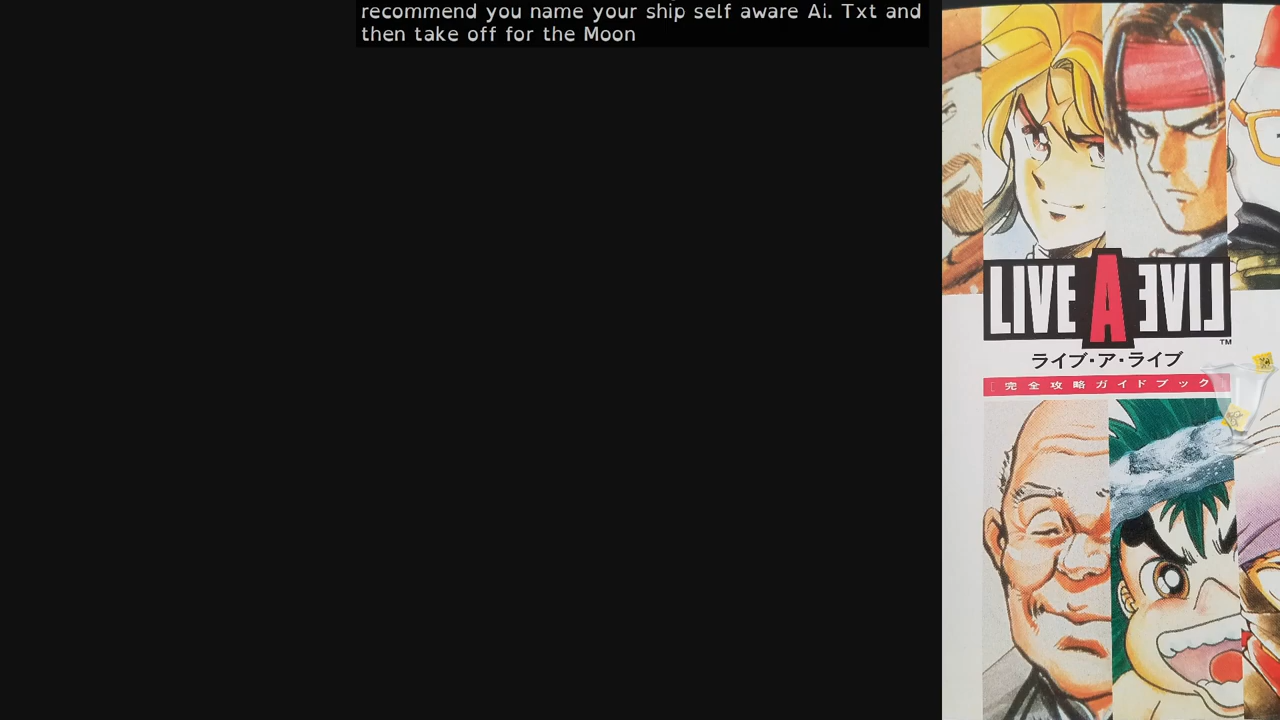 recommend you name your ship self aware Ai. Txt and
then take off for the Moon
LIVE A LIVE
TM
ライブ・ア・ライブ
[完全攻略ガイドブック]